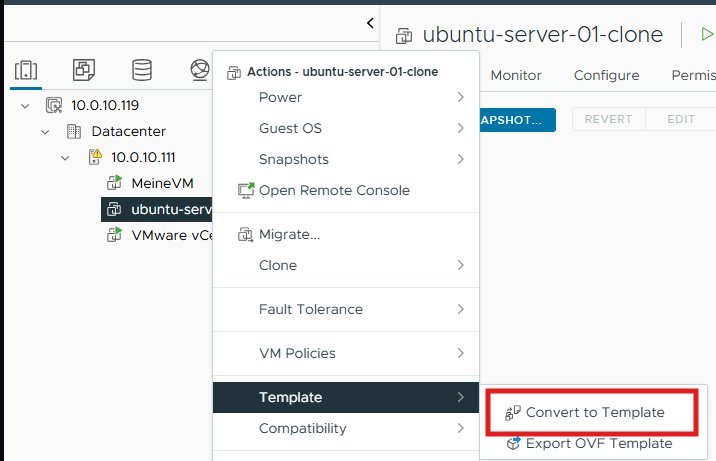 ubuntu-server-01-clone
Actions - ubuntu-server-01-clone
Monitor
Configure
Permis
Power
10.0.10.119
APSHOT...
REVERT
EDIT
Guest OS
Datacenter
Snapshots
10.0.10.111
MeineVM
Open Remote Console
ubuntu-serv
VMware vCe
Migrate...
Clone
Fault Tolerance
VM Policies
Template
Convert to Template
Compatibility
Export OVF Template